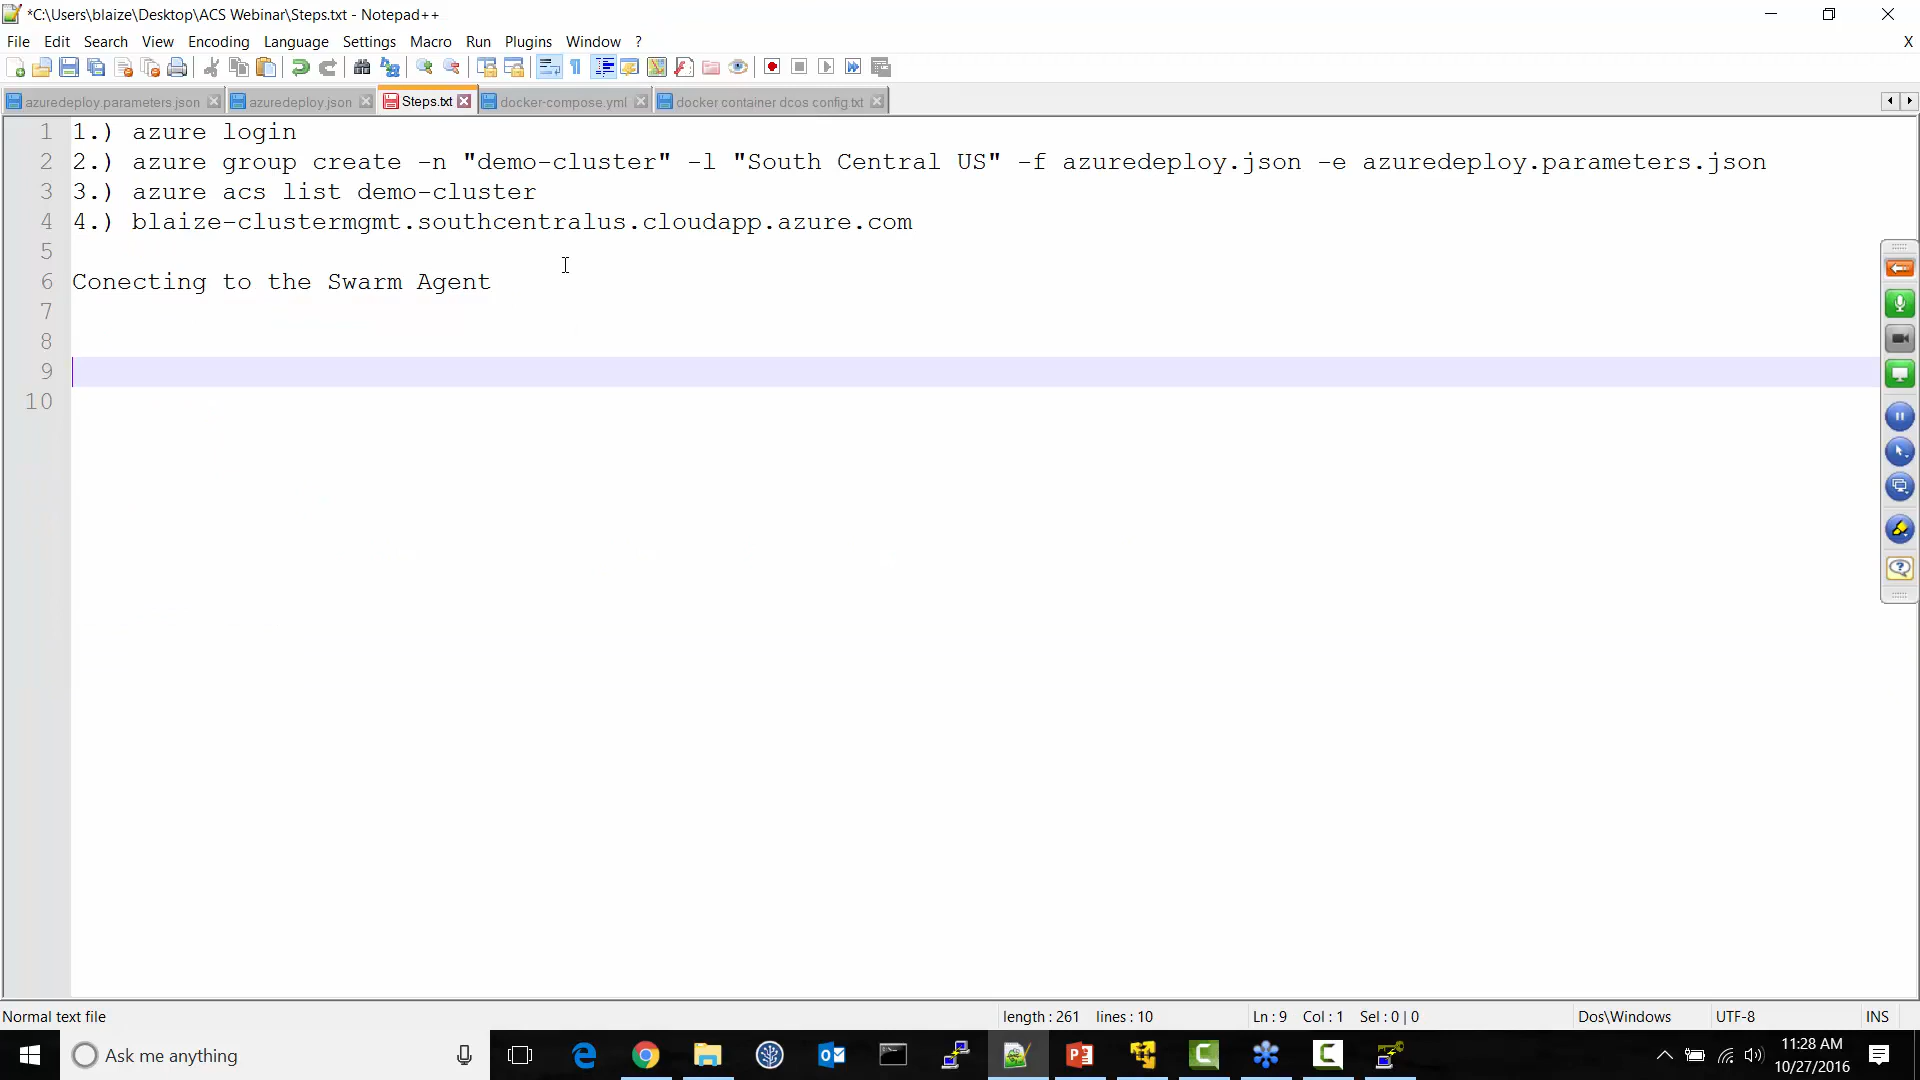 *C:\Users\blaize\Desktop\ACS Webinar\Steps.txt - Notepad++
File Edit Search View Encoding Language Settings Macro Run Plugins Window ? X
azuredeploy.parameters.json azuredeploy.json Steps.txt docker-compose.yml docker container dcos config.txt
1 1.) azure login
2 2.) azure group create -n "demo-cluster" -l "South Central US" -f azuredeploy.json -e azuredeploy.parameters.json
3 3.) azure acs list demo-cluster
4 4.) blaize-clustermgmt.southcentralus.cloudapp.azure.com
5
6 Conecting to the Swarm Agent
7
8
9
10
Normal text file length : 261 lines : 10 Ln : 9 Col : 1 Sel : 0 | 0 Dos\Windows UTF-8 INS
Ask me anything
11:28 AM
10/27/2016